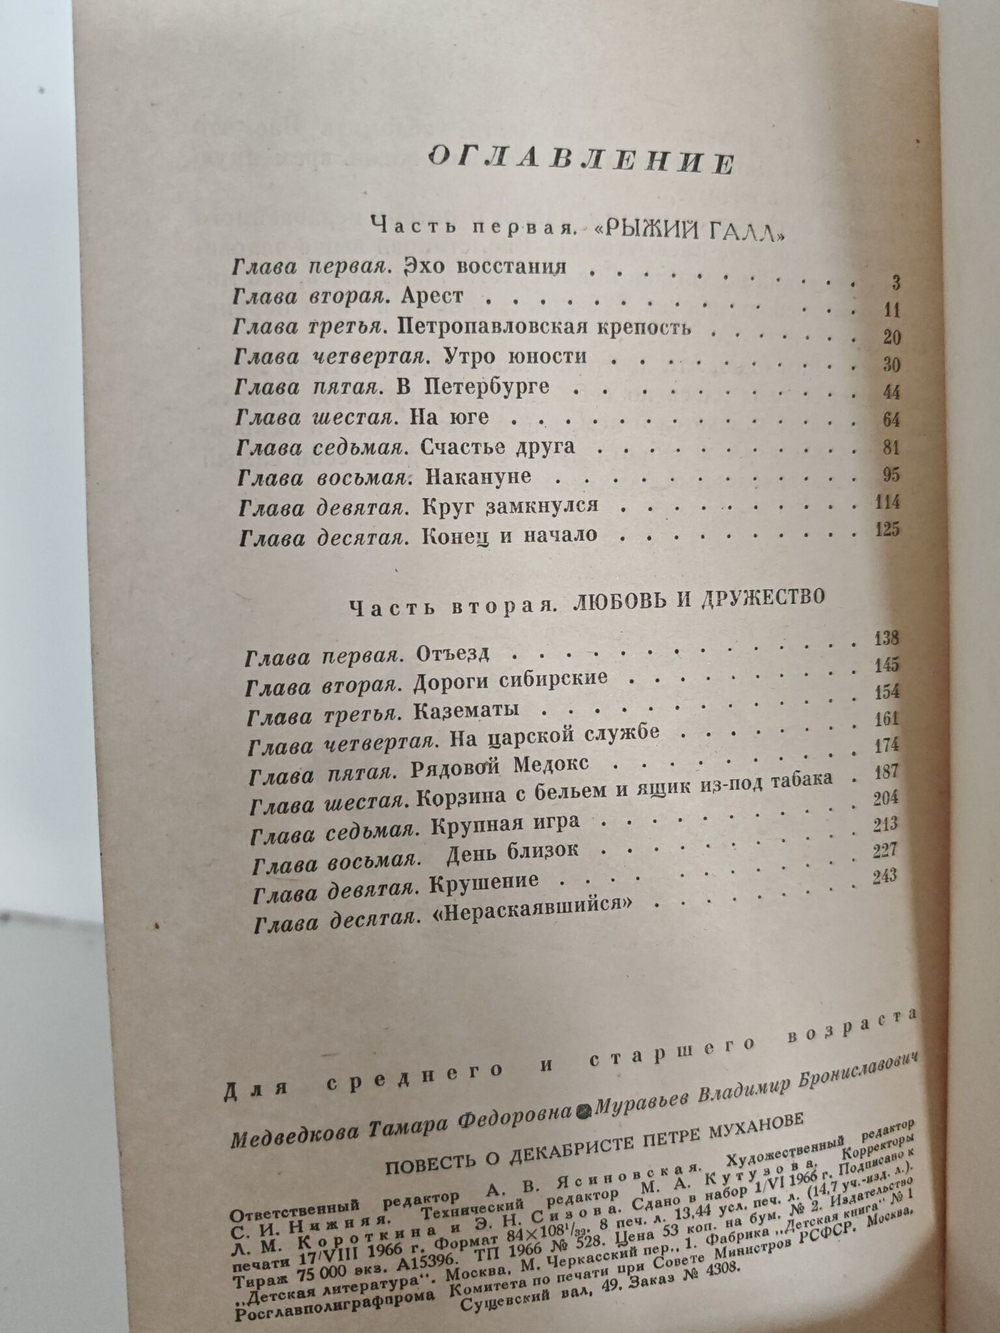 ОГЛАВЛЕНИЕ
Часть первая. «РЫЖИЙ ГАЛЛ»
Глава первая. Эхо восстания . . . . . . . . . . . 3
Глава вторая. Арест . . . . . . . . . . . . . . 11
Глава третья. Петропавловская крепость . . . . . . 20
Глава четвертая. Утро юности . . . . . . . . . . 30
Глава пятая. В Петербурге . . . . . . . . . . . 44
Глава шестая. На юге . . . . . . . . . . . . . 64
Глава седьмая. Счастье друга . . . . . . . . . . 81
Глава восьмая. Накануне . . . . . . . . . . . . 95
Глава девятая. Круг замкнулся . . . . . . . . . . 114
Глава десятая. Конец и начало . . . . . . . . . . 125
Часть вторая. ЛЮБОВЬ И ДРУЖЕСТВО
Глава первая. Отъезд . . . . . . . . . . . . . 138
Глава вторая. Дороги сибирские . . . . . . . . . 145
Глава третья. Казематы . . . . . . . . . . . . 154
Глава четвертая. На царской службе . . . . . . . 161
Глава пятая. Рядовой Медокс . . . . . . . . . . 174
Глава шестая. Корзина с бельем и ящик из-под табака . 187
Глава седьмая. Крупная игра . . . . . . . . . . 204
Глава восьмая. День близок . . . . . . . . . . 213
Глава девятая. Крушение . . . . . . . . . . . 227
Глава десятая. «Нераскаявшийся» . . . . . . . . 243
Для среднего и старшего возраста
Медведкова Тамара Федоровна Муравьев Владимир Брониславович
ПОВЕСТЬ О ДЕКАБРИСТЕ ПЕТРЕ МУХАНОВЕ
Ответственный редактор А. В. Ясиновская. Художественный редактор
С. И. Нижняя. Технический редактор М. А. Кутузова. Корректоры
Л. М. Короткина и Э. Н. Сизова. Сдано в набор 1/VI 1966 г. Подписано к
печати 17/VIII 1966 г. Формат 84×108¹/₃₂. 8 печ. л. 13,44 усл. печ. л. (14,7 уч.-изд. л.).
Тираж 75 000 экз. А15396. ТП 1966 № 528. Цена 53 коп. на бум. № 2. Издательство
„Детская литература“. Москва, М. Черкасский пер., 1. Фабрика „Детская книга“ № 1
Росглавполиграфпрома Комитета по печати при Совете Министров РСФСР. Москва,
Сущевский вал, 49. Заказ № 4308.